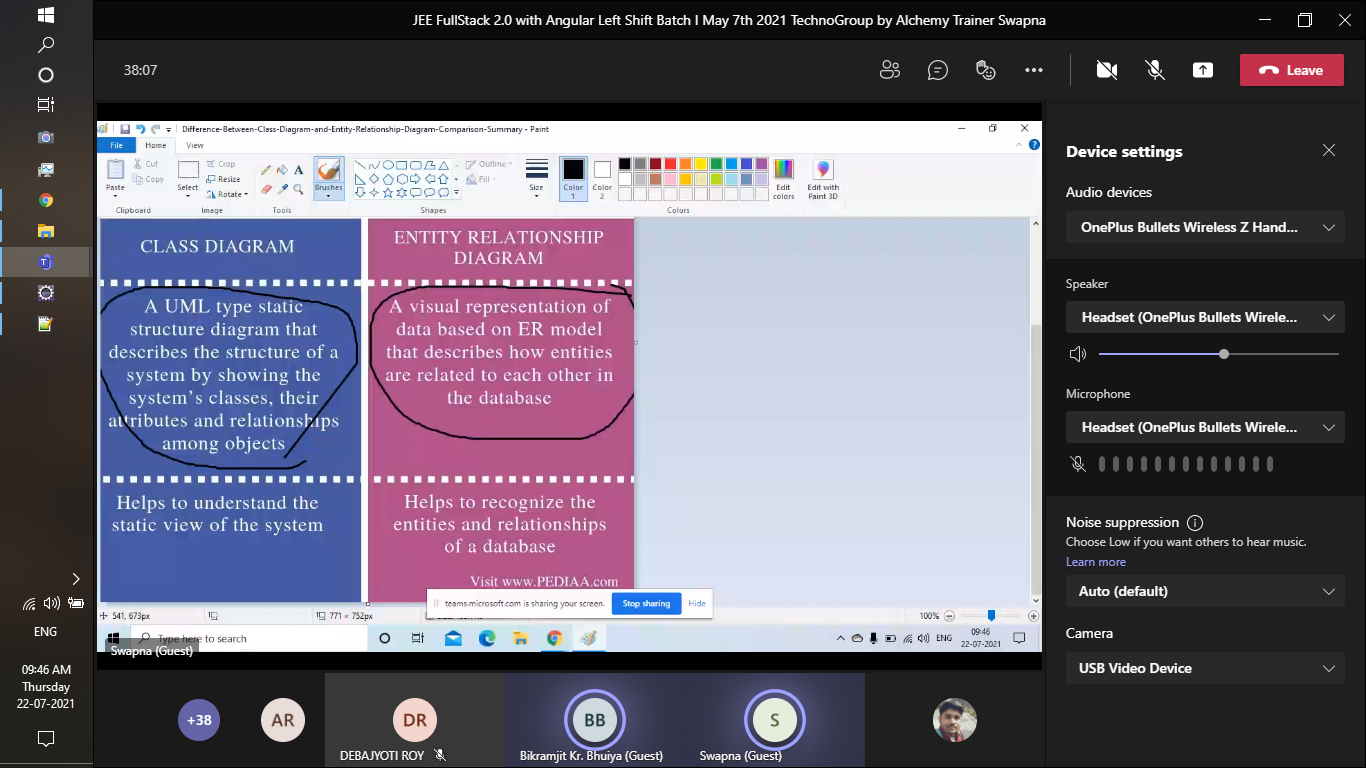 JEE FullStack 2.0 with Angular Left Shift Batch I May 7th 2021 TechnoGroup by Alchemy Trainer Swapna
38:07
Leave
Difference-Between-Class-Diagram-and-Entity-Relationship-Diagram-Comparison-Summary - Paint
File
Home
View
Paste
Cut
Copy
Clipboard
Select
Crop
Resize
Rotate
Image
Tools
Brushes
Shapes
Outline
Fill
Size
Color
1
Color
2
Edit
colors
Edit with
Paint 3D
Colors
CLASS DIAGRAM
A UML type static
structure diagram that
describes the structure of a
system by showing the
system's classes, their
attributes and relationships
among objects
Helps to understand the
static view of the system
ENTITY RELATIONSHIP
DIAGRAM
A visual representation of
data based on ER model
that describes how entities
are related to each other in
the database
Helps to recognize the
entities and relationships
of a database
Visit www.PEDIAA.com
teams.microsoft.com is sharing your screen.
Stop sharing
Hide
541, 673px
771 × 752px
100%
Type here to search
ENG
09:46
22-07-2021
Swapna (Guest)
+38
AR
DR
DEBAJYOTI ROY
BB
Bikramjit Kr. Bhuiya (Guest)
S
Swapna (Guest)
Device settings
Audio devices
OnePlus Bullets Wireless Z Hand...
Speaker
Headset (OnePlus Bullets Wirele...
Microphone
Headset (OnePlus Bullets Wirele...
Noise suppression
Choose Low if you want others to hear music.
Learn more
Auto (default)
Camera
USB Video Device
ENG
09:46 AM
Thursday
22-07-2021